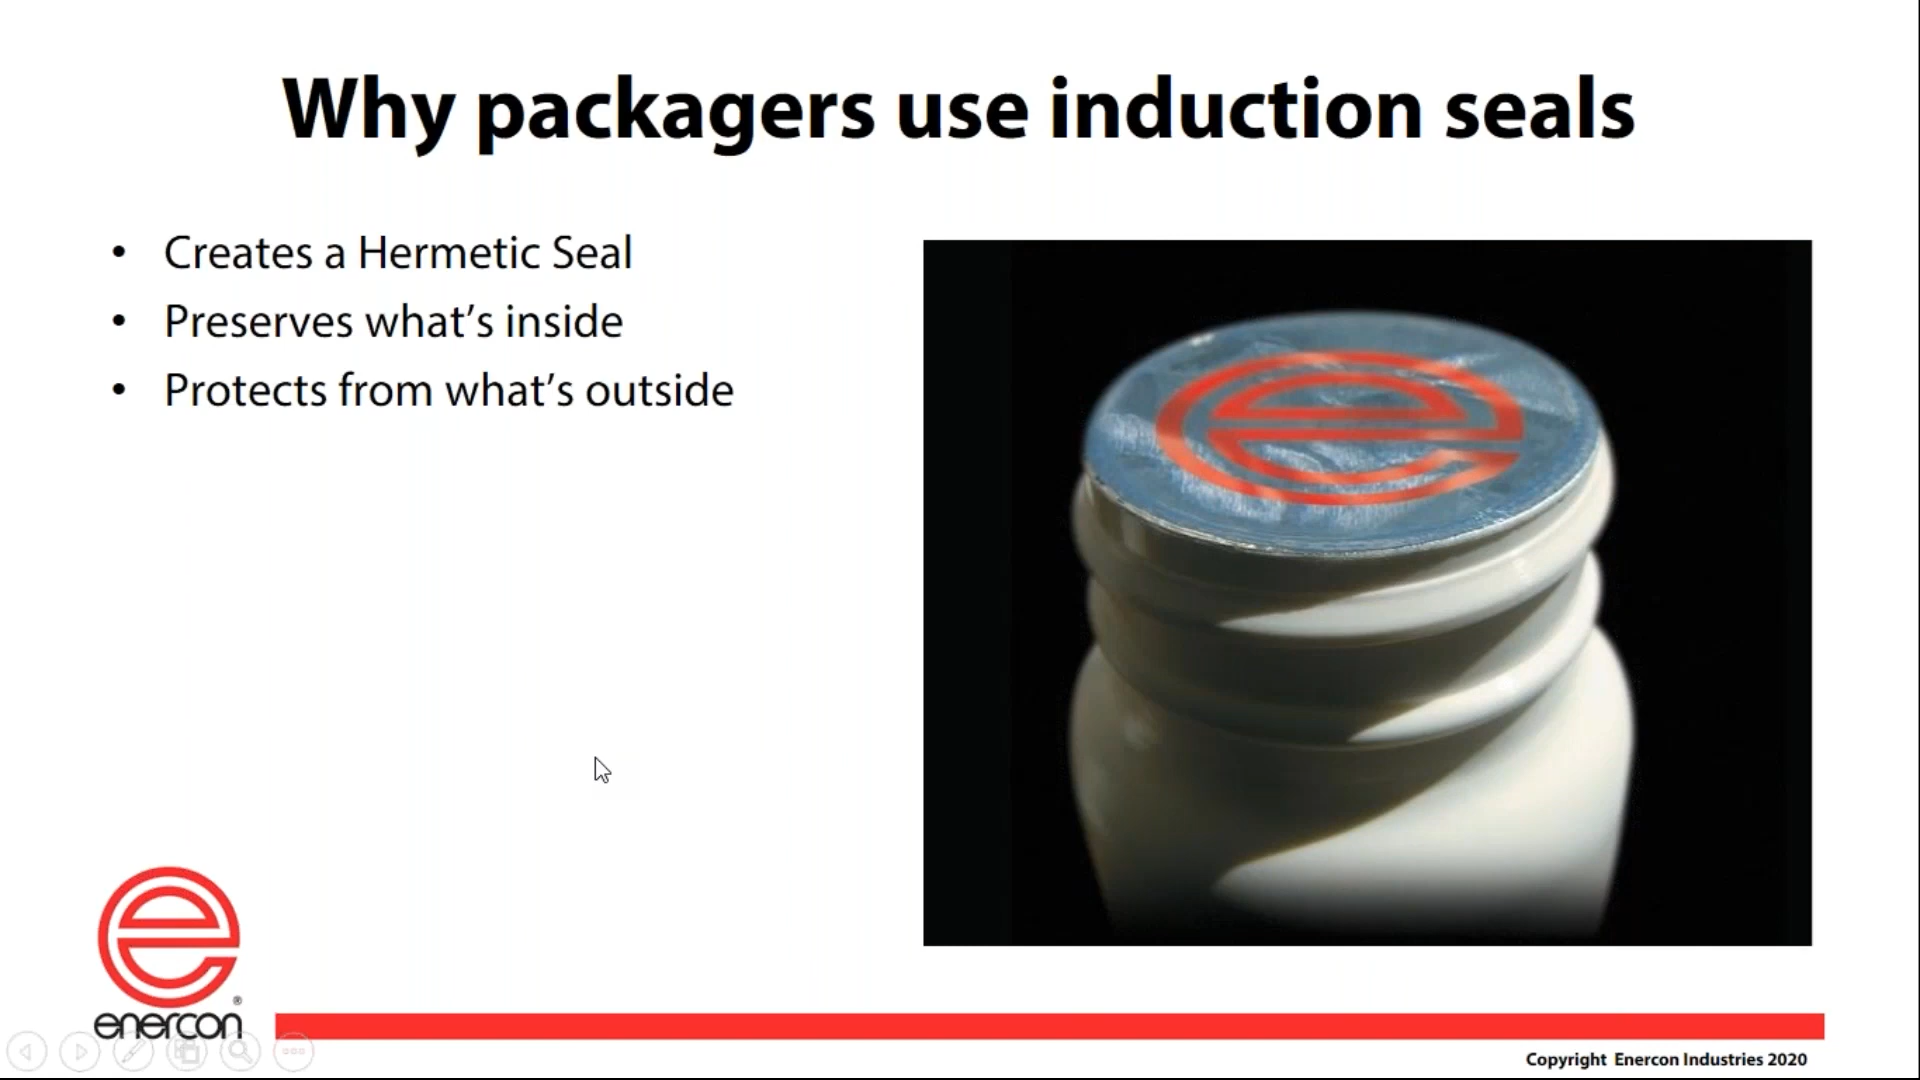 Why packagers use induction seals
• Creates a Hermetic Seal
• Preserves what's inside
• Protects from what's outside
e
e
®
enercon
Copyright Enercon Industries 2020